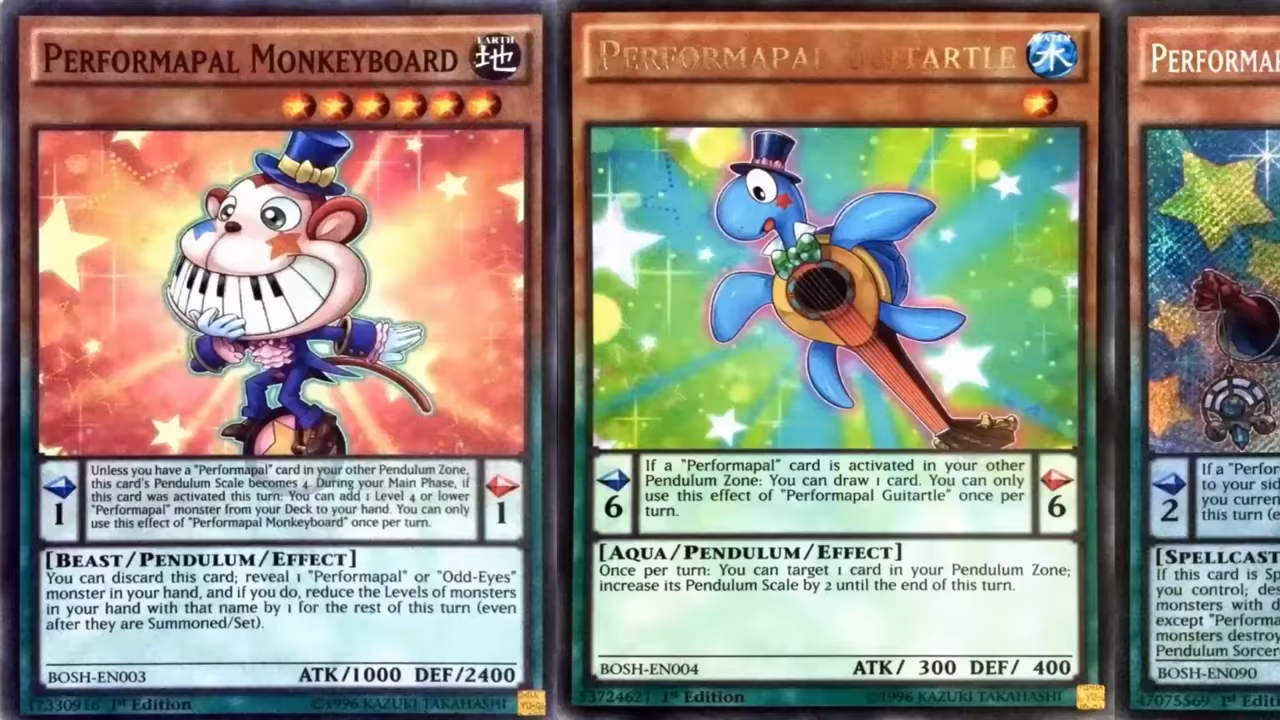 PERFORMAPAL MONKEYBOARD
EARTH
地
Unless you have a "Performapal" card in your other Pendulum Zone,
this card's Pendulum Scale becomes 4. During your Main Phase, if
this card was activated this turn: You can add 1 Level 4 or lower
"Performapal" monster from your Deck to your hand. You can only
use this effect of "Performapal Monkeyboard" once per turn.
1
1
[BEAST/PENDULUM/EFFECT]
You can discard this card; reveal 1 "Performapal" or "Odd-Eyes"
monster in your hand, and if you do, reduce the Levels of monsters
in your hand with that name by 1 for the rest of this turn (even
after they are Summoned/Set).
ATK/1000 DEF/2400
BOSH-EN003
17330916 1st Edition
©1996 KAZUKI TAKAHASHI
PERFORMAPAL GUITARTLE
WATER
水
If a "Performapal" card is activated in your other
Pendulum Zone: You can draw 1 card. You can only
use this effect of "Performapal Guitartle" once per
turn.
6
6
[AQUA/PENDULUM/EFFECT]
Once per turn: You can target 1 card in your Pendulum Zone;
increase its Pendulum Scale by 2 until the end of this turn.
BOSH-EN004
ATK/ 300 DEF/ 400
53724621 1st Edition
©1996 KAZUKI TAKAHASHI
PERFORMAP
If a "Perfor
to your sid
you curren
this turn (e
2
[SPELLCAST
If this card is Sp
you control; des
monsters with d
except "Performa
monsters destroy
Pendulum Sorcer
BOSH-EN090
47075569 1st Edit